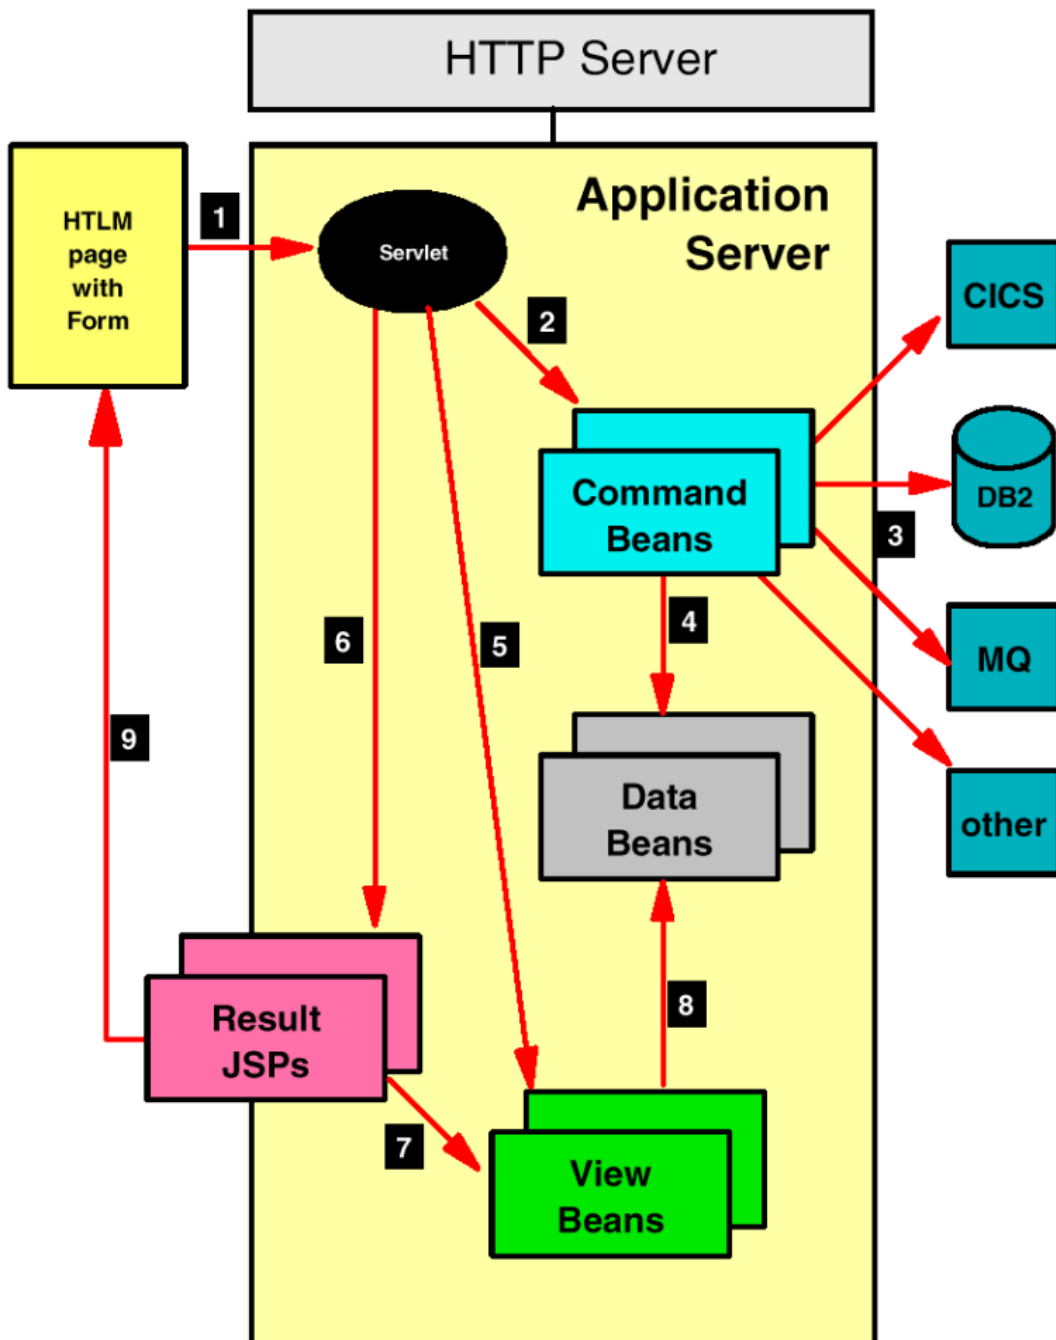 HTTP Server
Application
Server
HTLM
page
with
Form
1
Servlet
2
CICS
Command
Beans
DB2
3
4
MQ
5
6
9
Data
Beans
other
Result
JSPs
8
7
View
Beans